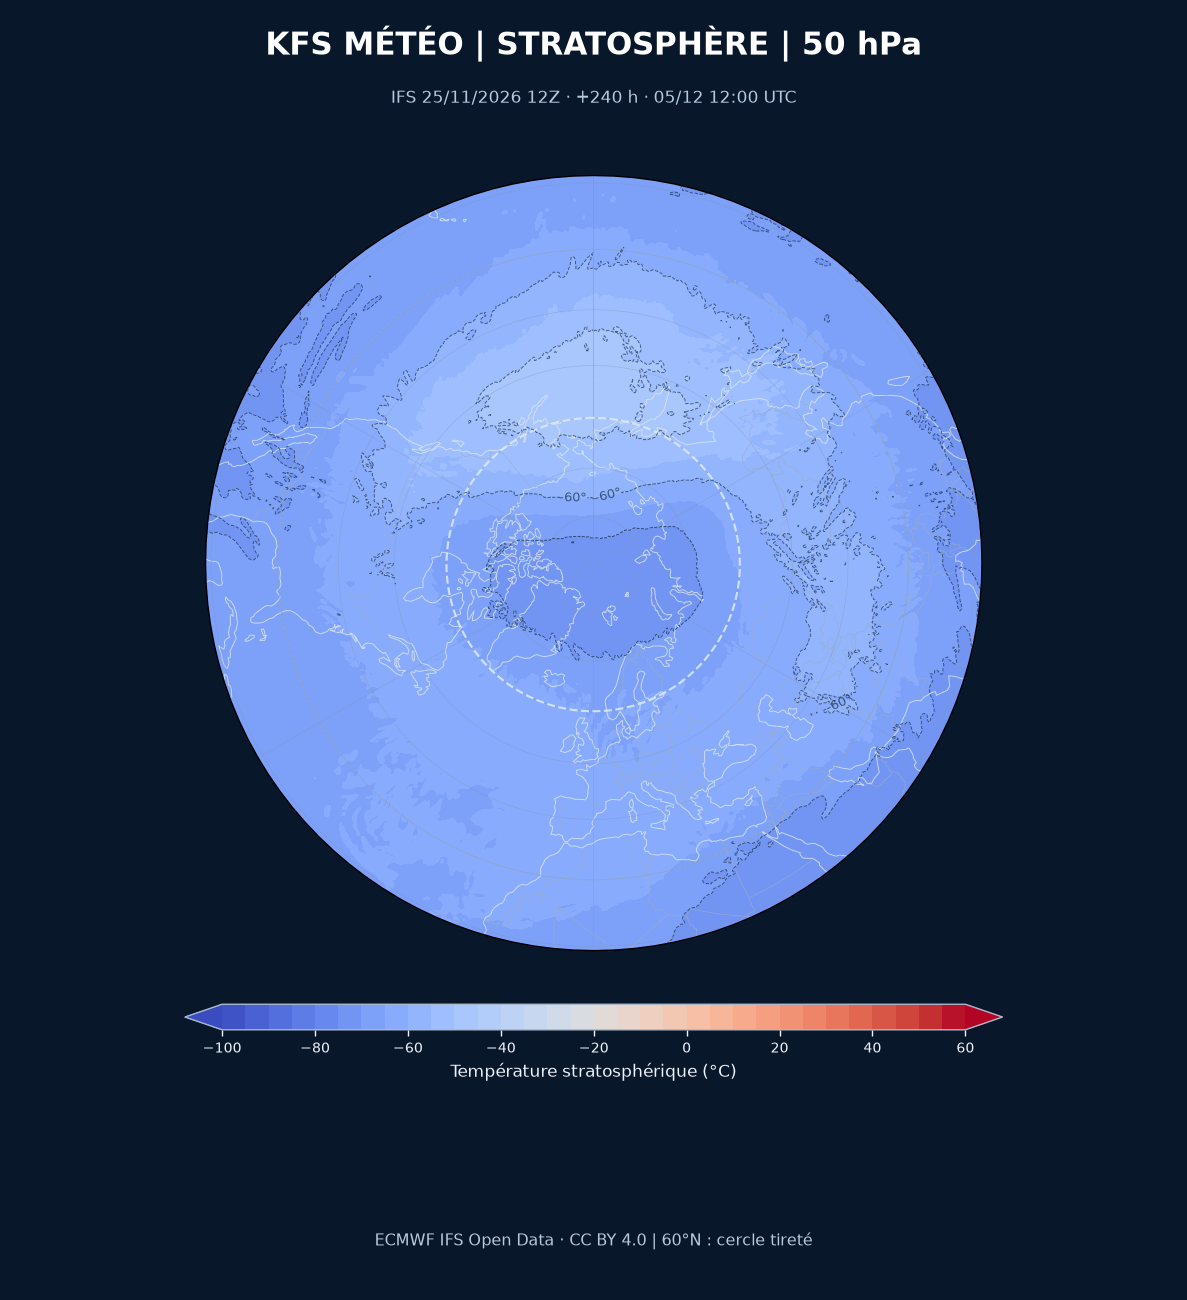 KFS MÉTÉO | STRATOSPHÈRE | 50 hPa
IFS 25/11/2026 12Z · +240 h · 05/12 12:00 UTC
60° 60°
60°
−100 −80 −60 −40 −20 0 20 40 60
Température stratosphérique (°C)
ECMWF IFS Open Data · CC BY 4.0 | 60°N : cercle tireté